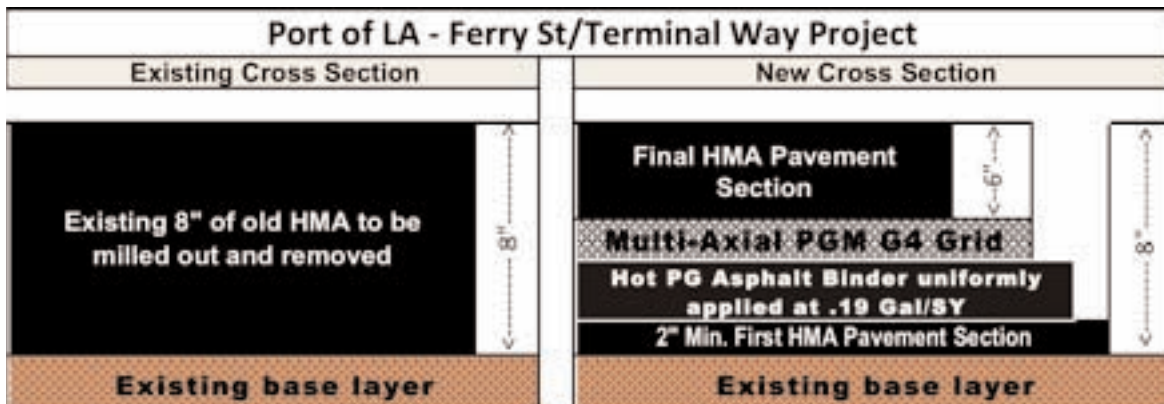 Port of LA - Ferry St/Terminal Way Project
Existing Cross Section
New Cross Section
Existing 8" of old HMA to be
milled out and removed
8"
Final HMA Pavement
Section
6"
8"
Multi-Axial PGM G4 Grid
Hot PG Asphalt Binder uniformly
applied at .19 Gal/SY
2" Min. First HMA Pavement Section
Existing base layer
Existing base layer